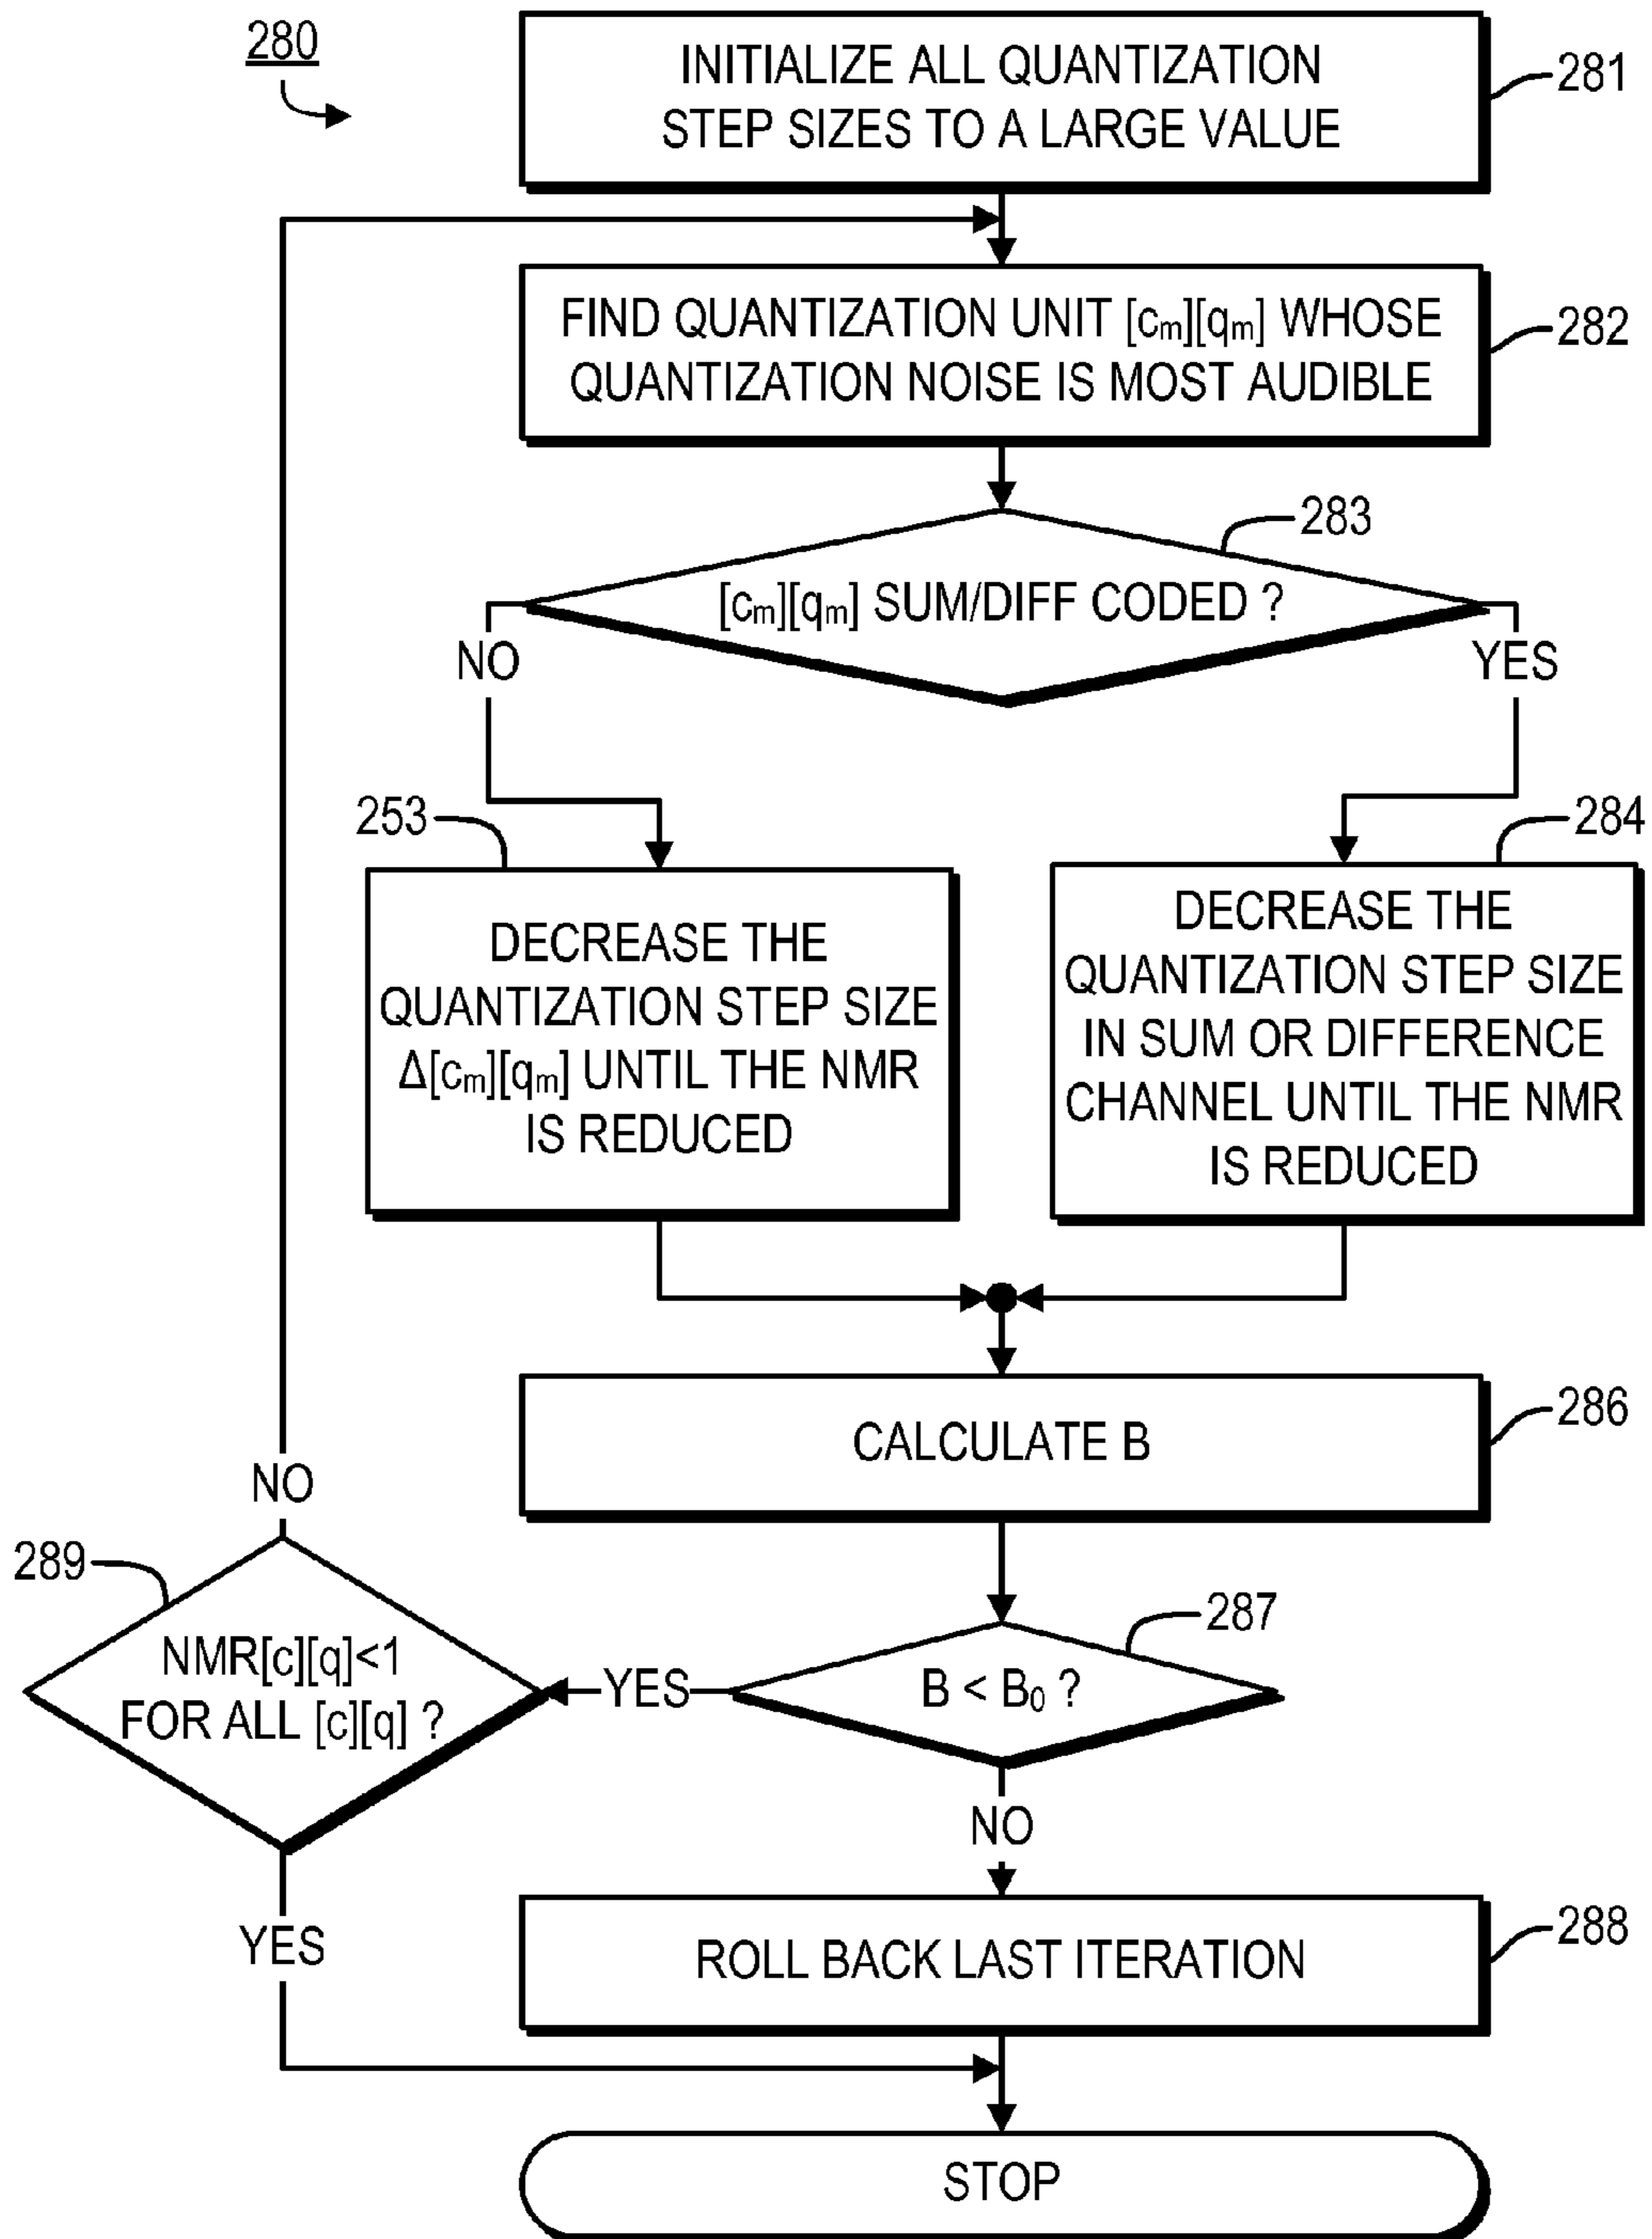 280
INITIALIZE ALL QUANTIZATION
STEP SIZES TO A LARGE VALUE
281
FIND QUANTIZATION UNIT [cm][qm] WHOSE
QUANTIZATION NOISE IS MOST AUDIBLE
282
283
[cm][qm] SUM/DIFF CODED ?
NO
YES
253
284
DECREASE THE
QUANTIZATION STEP SIZE
Δ[cm][qm] UNTIL THE NMR
IS REDUCED
DECREASE THE
QUANTIZATION STEP SIZE
IN SUM OR DIFFERENCE
CHANNEL UNTIL THE NMR
IS REDUCED
CALCULATE B
286
NO
289
287
NMR[c][q]<1
FOR ALL [c][q] ?
YES
B < B0 ?
NO
YES
ROLL BACK LAST ITERATION
288
STOP